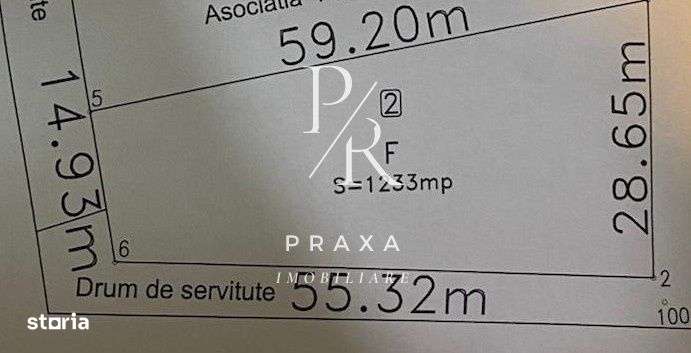 te
Asociatia
59.20m
14.93m
5
P/R
2
F
S=1233mp
28.65m
PRAXA
IMOBILIARE
6
2
Drum de servitute
55.32m
100
storia